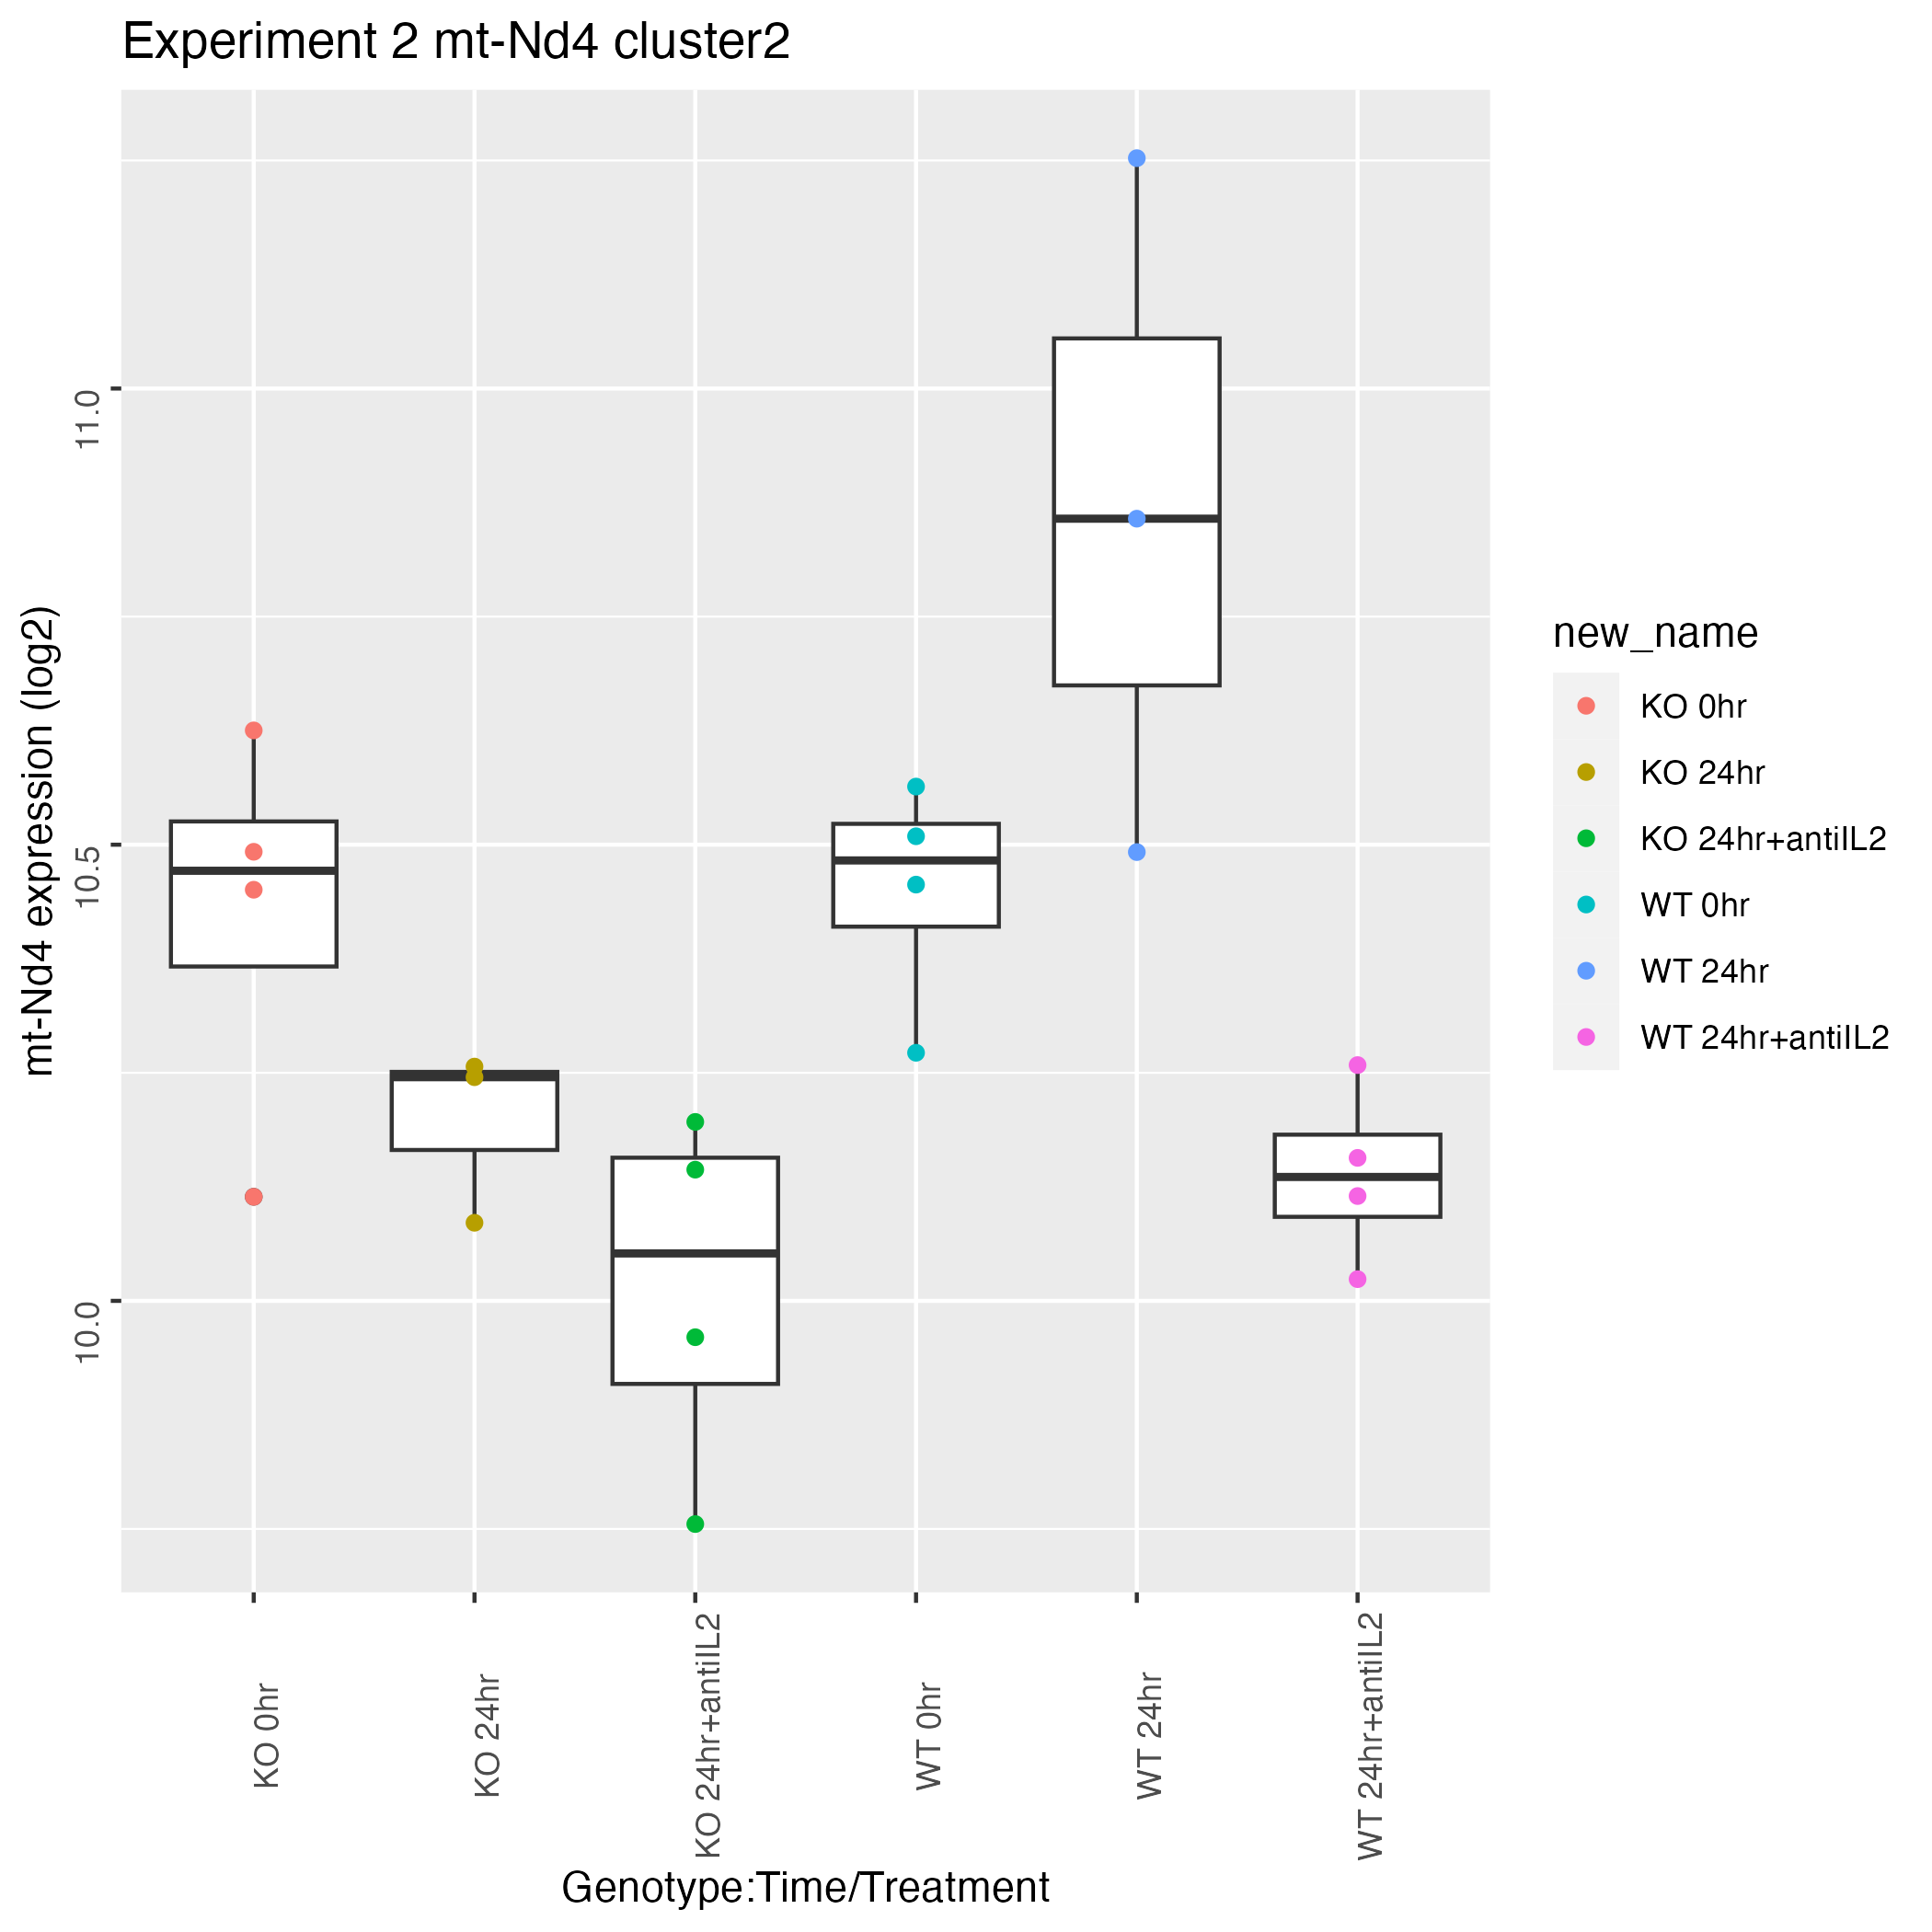 Experiment 2 mt-Nd4 cluster2
mt-Nd4 expression (log2)
11.0
10.5
10.0
KO 0hr
KO 24hr
KO 24hr+antiIL2
WT 0hr
WT 24hr
WT 24hr+antiIL2
Genotype:Time/Treatment
new_name
KO 0hr
KO 24hr
KO 24hr+antiIL2
WT 0hr
WT 24hr
WT 24hr+antiIL2